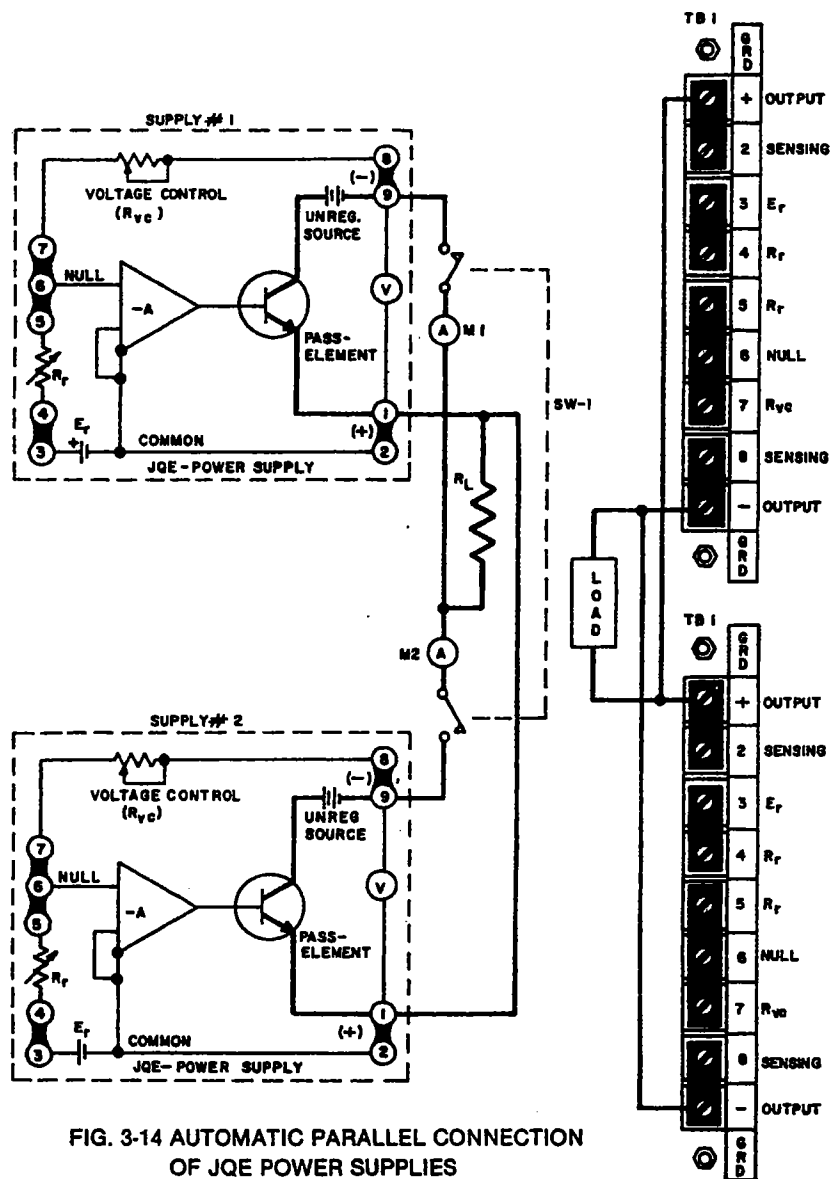 SUPPLY # 1
8
(-)
9
VOLTAGE CONTROL
(Rvc)
UNREG.
SOURCE
7
6
NULL
5
-A
V
PASS-
ELEMENT
Rr
4
Er
+
COMMON
1
(+)
3
2
JQE-POWER SUPPLY
A
M1
SW-1
RL
M2
A
SUPPLY # 2
8
(-)
9
VOLTAGE CONTROL
(Rvc)
UNREG
SOURCE
7
6
NULL
5
-A
V
PASS-
ELEMENT
Rr
4
Er
COMMON
1
(+)
3
2
JQE-POWER SUPPLY
TB1
GRD
+ OUTPUT
2 SENSING
3 Er
4 Rr
5 Rr
6 NULL
7 Rvc
8 SENSING
- OUTPUT
GRD
LOAD
TB1
GRD
+ OUTPUT
2 SENSING
3 Er
4 Rr
5 Rr
6 NULL
7 Rvc
8 SENSING
- OUTPUT
GRD
FIG. 3-14 AUTOMATIC PARALLEL CONNECTION
OF JQE POWER SUPPLIES